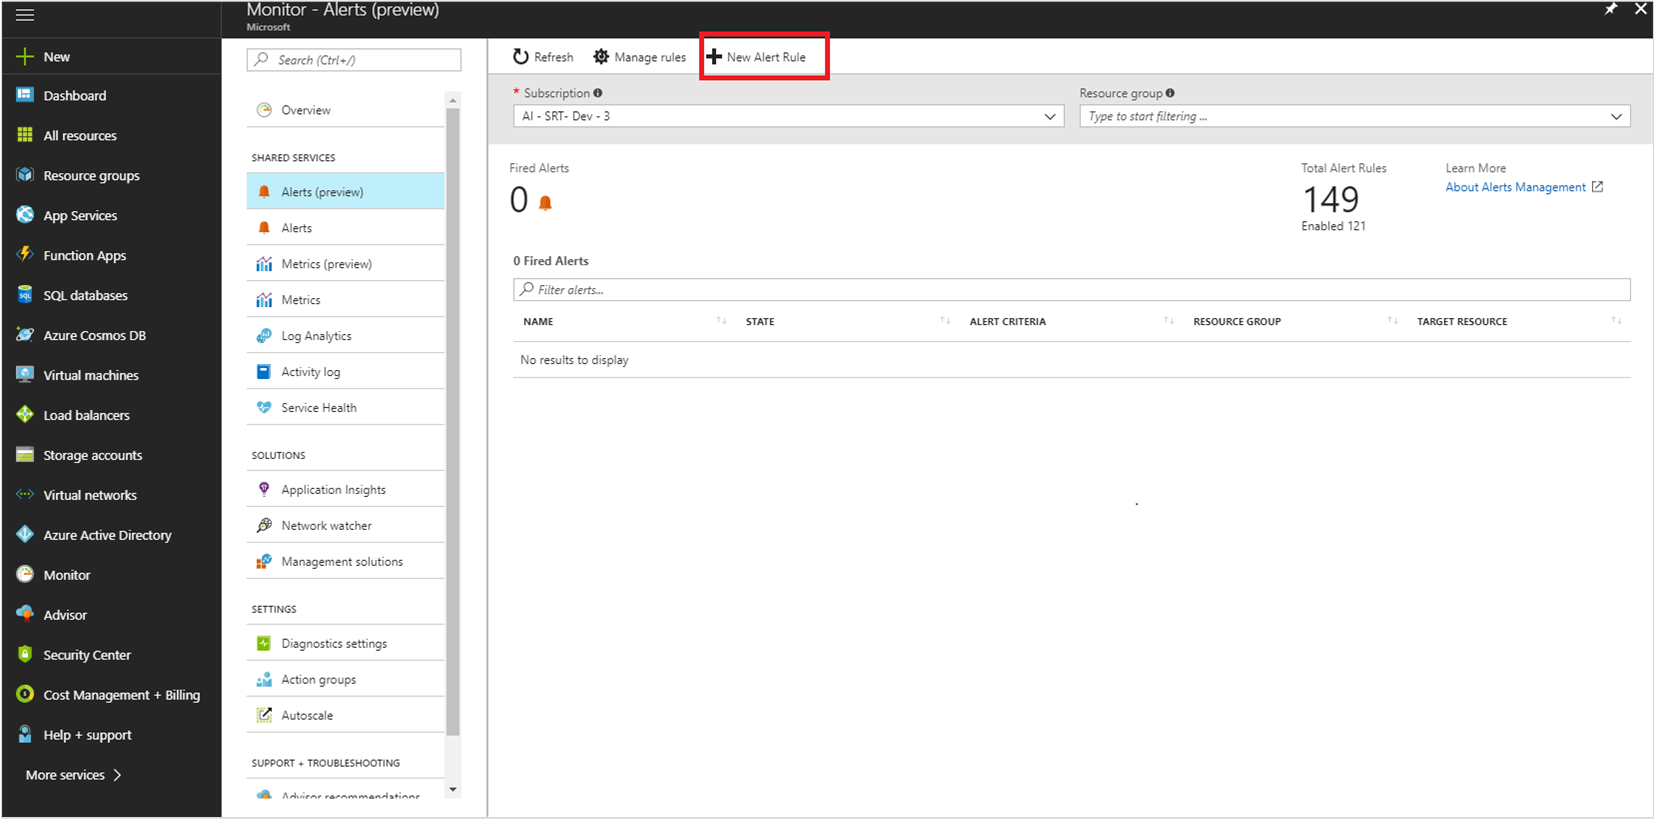 Monitor - Alerts (preview)
Microsoft
New
Dashboard
All resources
Resource groups
App Services
Function Apps
SQL databases
Azure Cosmos DB
Virtual machines
Load balancers
Storage accounts
Virtual networks
Azure Active Directory
Monitor
Advisor
Security Center
Cost Management + Billing
Help + support
More services
Search (Ctrl+/)
Overview
SHARED SERVICES
Alerts (preview)
Alerts
Metrics (preview)
Metrics
Log Analytics
Activity log
Service Health
SOLUTIONS
Application Insights
Network watcher
Management solutions
SETTINGS
Diagnostics settings
Action groups
Autoscale
SUPPORT + TROUBLESHOOTING
Advisor recommendations
Refresh Manage rules New Alert Rule
* Subscription
AI - SRT- Dev - 3
Resource group
Type to start filtering ...
Fired Alerts
0
Total Alert Rules
149
Enabled 121
Learn More
About Alerts Management
0 Fired Alerts
Filter alerts...
NAME STATE ALERT CRITERIA RESOURCE GROUP TARGET RESOURCE
No results to display